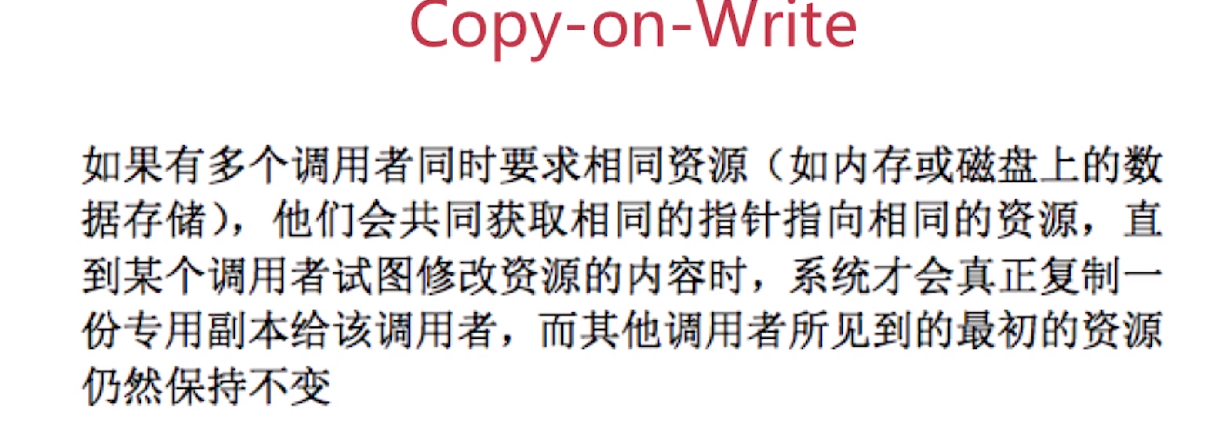 Copy-on-Write
如果有多个调用者同时要求相同资源（如内存或磁盘上的数
据存储），他们会共同获取相同的指针指向相同的资源，直
到某个调用者试图修改资源的内容时，系统才会真正复制一
份专用副本给该调用者，而其他调用者所见到的最初的资源
仍然保持不变